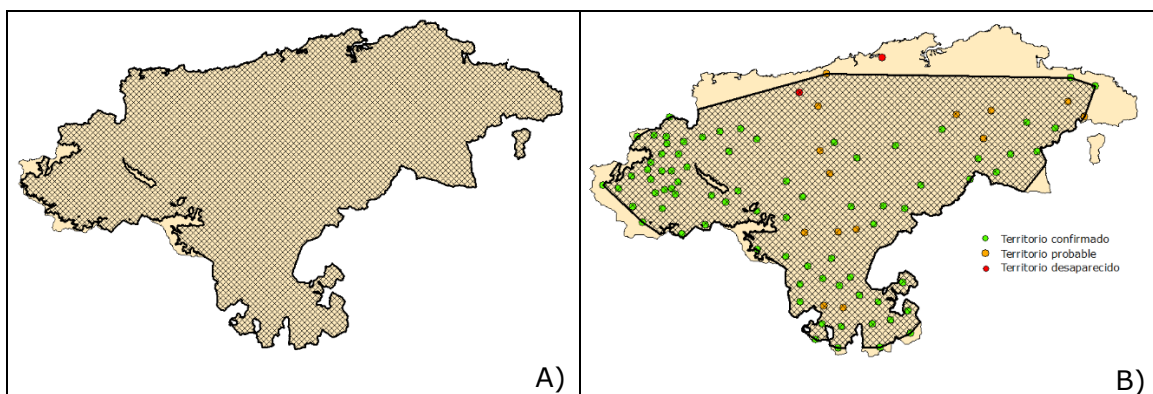 A)
Territorio confirmado
Territorio probable
Territorio desaparecido
B)